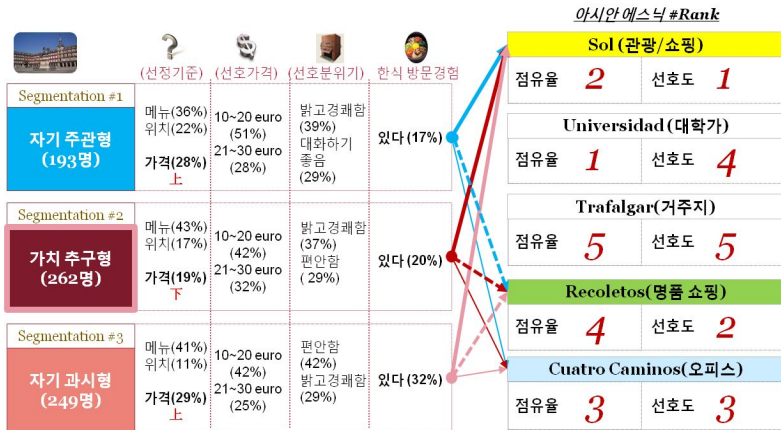 아시안 에스닉 #Rank
(선정기준)
(선호가격)
(선호분위기)
한식 방문경험
Segmentation #1
자기 주관형
(193명)
메뉴(36%)
위치(22%)
가격(28%)
上
10~20 euro
(51%)
21~30 euro
(28%)
밝고경쾌함
(39%)
대화하기
좋음
(29%)
있다 (17%)
Segmentation #2
가치 추구형
(262명)
메뉴(43%)
위치(17%)
가격(19%)
下
10~20 euro
(42%)
21~30 euro
(32%)
밝고경쾌함
(37%)
편안함
( 29%)
있다 (20%)
Segmentation #3
자기 과시형
(249명)
메뉴(41%)
위치(11%)
가격(29%)
上
10~20 euro
(42%)
21~30 euro
(25%)
편안함
(42%)
밝고경쾌함
(29%)
있다 (32%)
Sol (관광/쇼핑)
점유율 2 선호도 1
Universidad (대학가)
점유율 1 선호도 4
Trafalgar(거주지)
점유율 5 선호도 5
Recoletos(명품 쇼핑)
점유율 4 선호도 2
Cuatro Caminos(오피스)
점유율 3 선호도 3